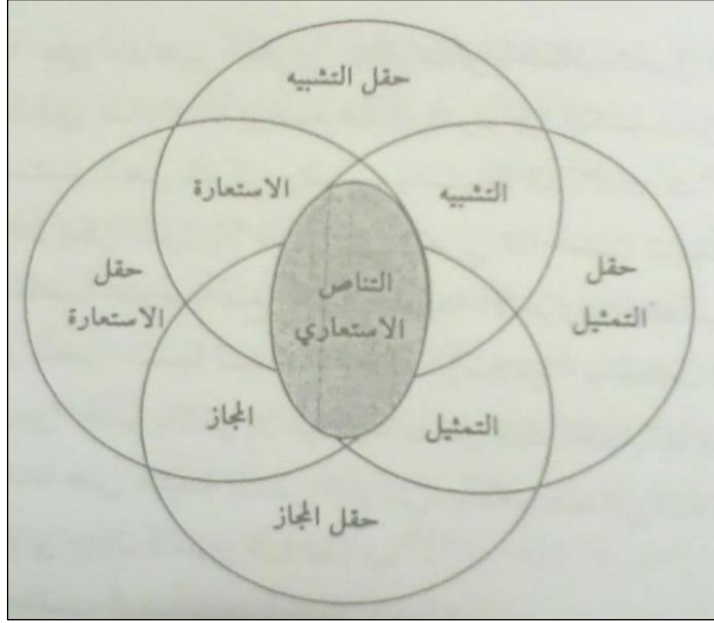 حقل التشبيه
الاستعارة
التشبيه
حقل
الاستعارة
التناص
الاستعاري
حقل
التمثيل
المجاز
التمثيل
حقل المجاز